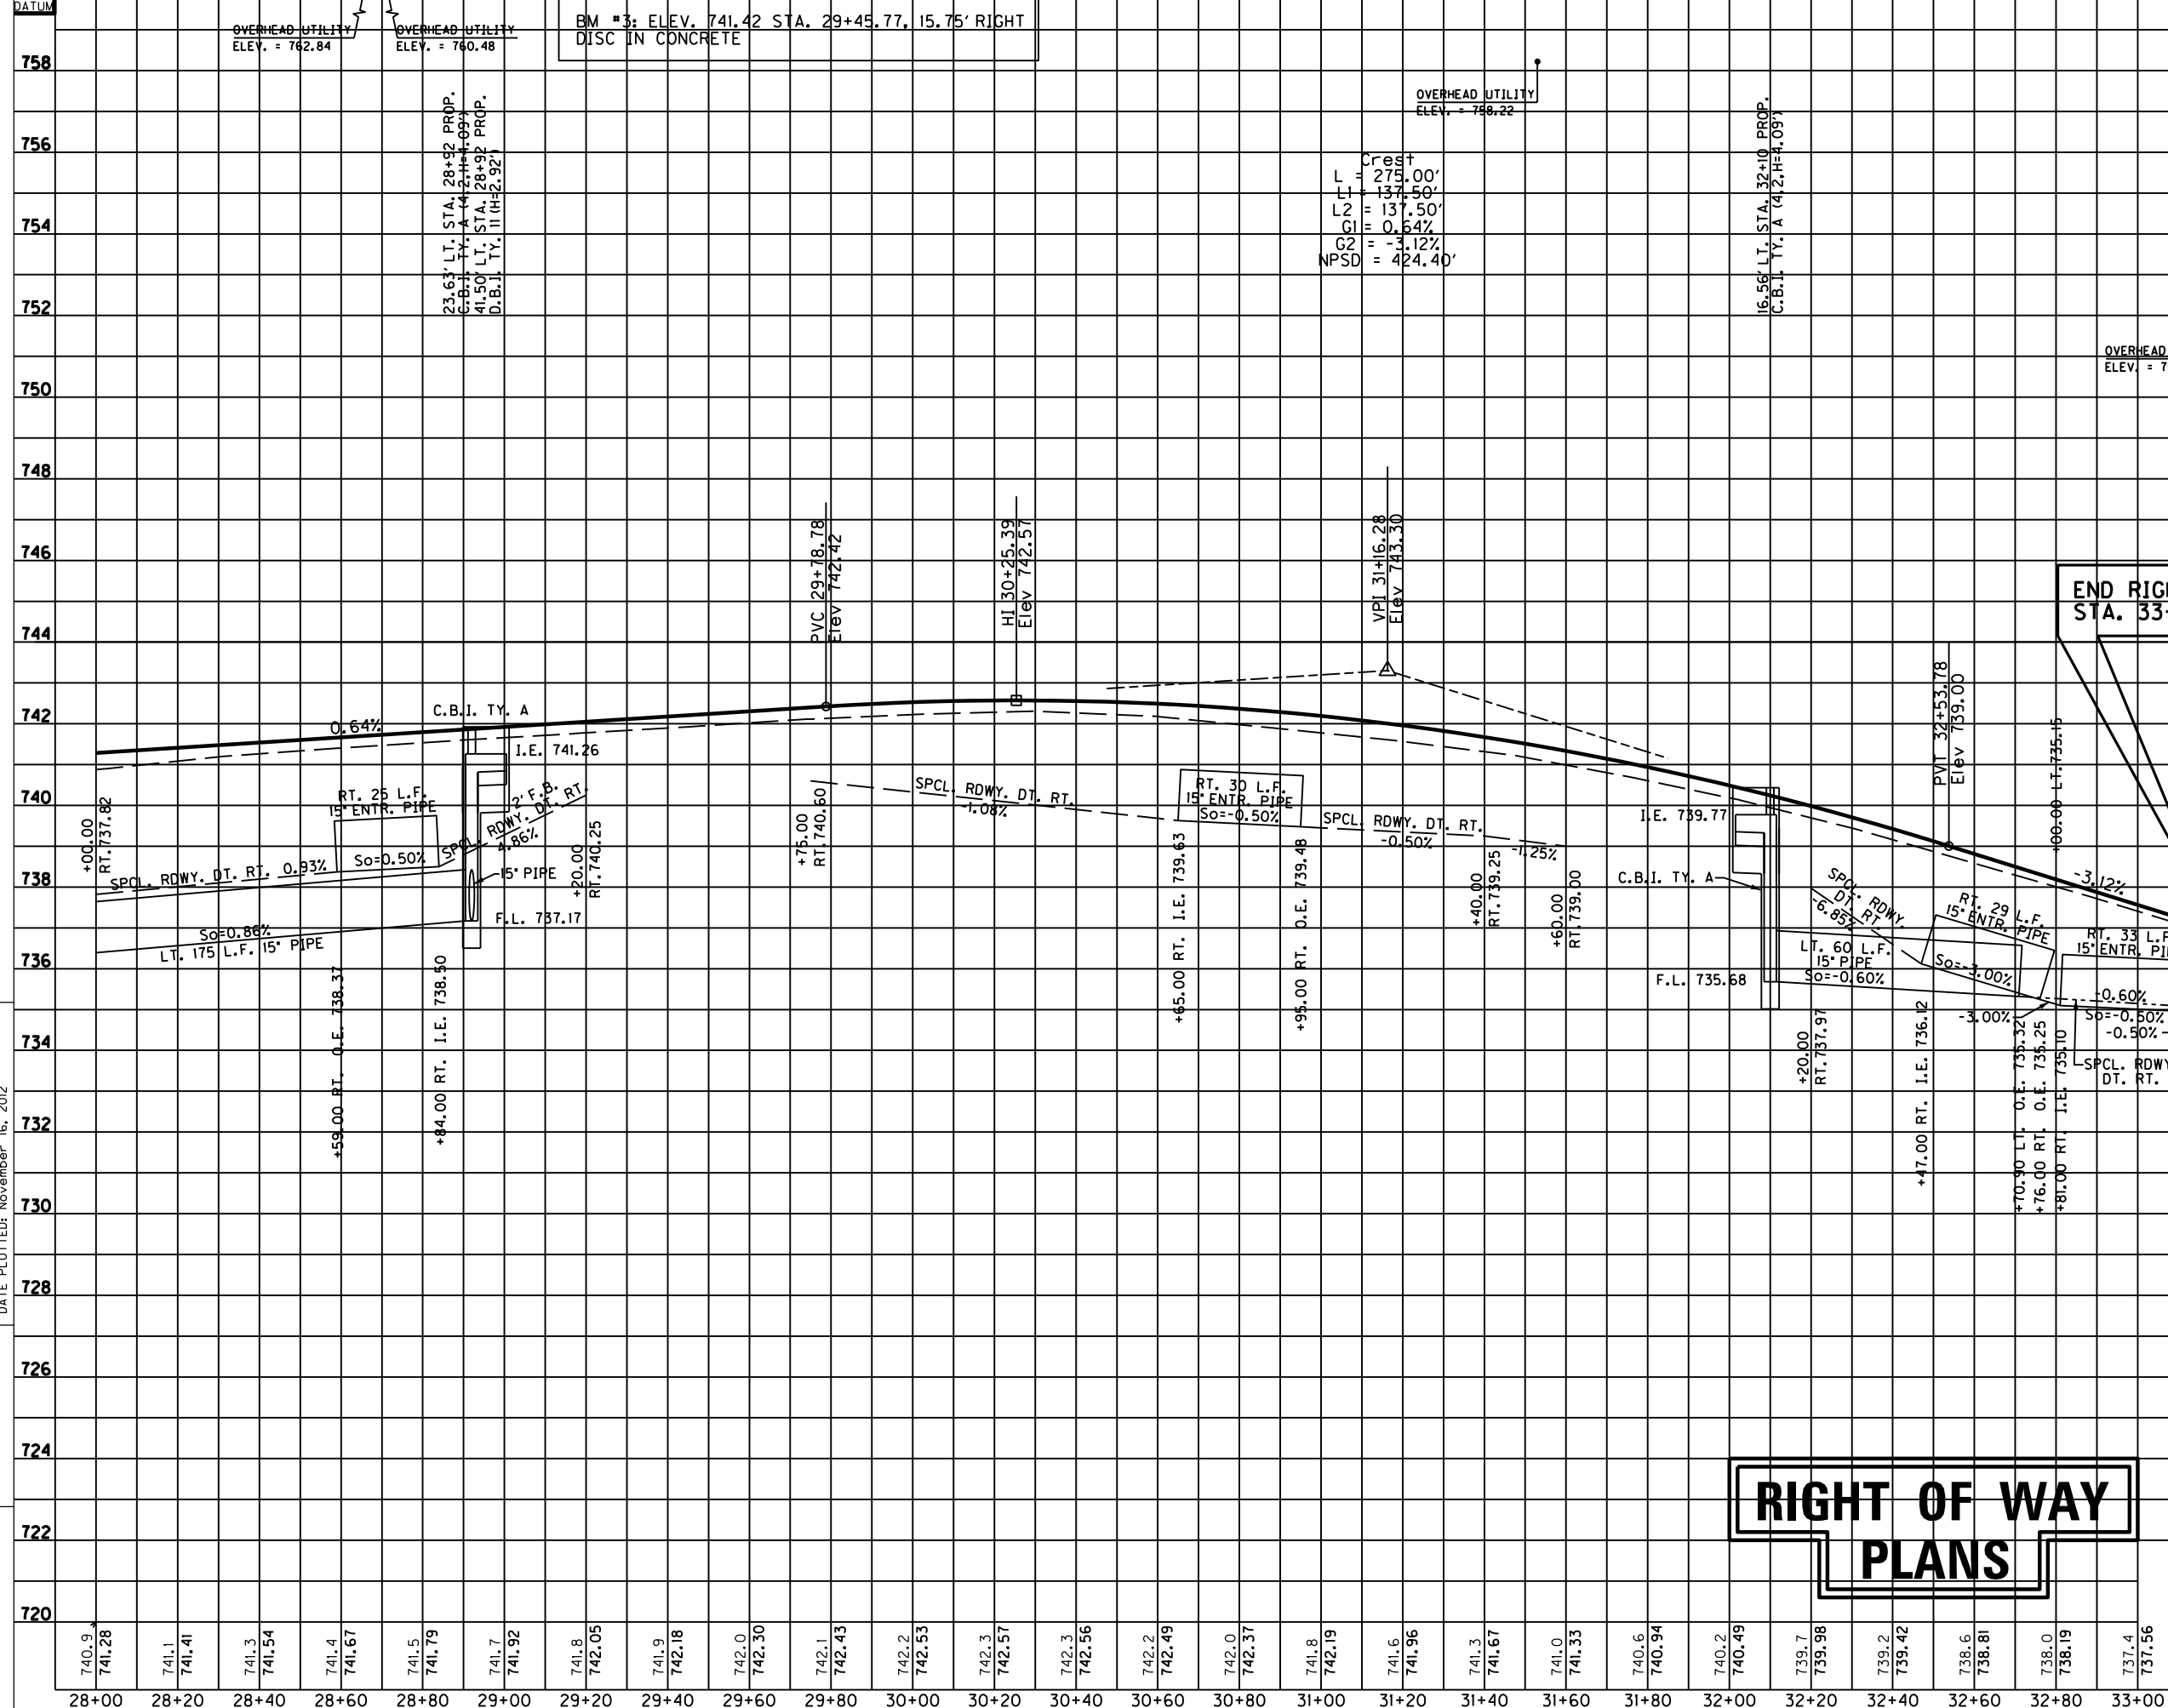 DATUM
OVERHEAD UTILITY
ELEV. = 762.84
OVERHEAD UTILITY
ELEV. = 760.48
BM #3: ELEV. 741.42 STA. 29+45.77, 15.75' RIGHT
DISC IN CONCRETE
OVERHEAD UTILITY
ELEV. = 758.22
23.63' LT. STA. 28+92 PROP.
C.B.I. TY. A (4.2,H=4.09')
41.50' LT. STA. 28+92 PROP.
D.B.I. TY. 11 (H=2.92')
Crest
L = 275.00'
L1 = 137.50'
L2 = 137.50'
G1 = 0.64%
G2 = -3.12%
NPSD = 424.40'
16.56' LT. STA. 32+10 PROP.
C.B.I. TY. A (4.2,H=4.09')
OVERHEAD
ELEV. = 7
758
756
754
752
750
748
746
744
742
740
738
736
734
732
730
728
726
724
722
720
PVC 29+78.78
Elev 742.42
HI 30+25.39
Elev 742.57
VPI 31+16.28
Elev 743.30
PVT 32+53.78
Elev 739.00
END RIG
STA. 33
0.64%
C.B.I. TY. A
I.E. 741.26
RT. 25 L.F.
15" ENTR. PIPE
So=0.50%
2' F.B.
SPCL. RDWY. DT. RT.
4.86%
+00.00
RT.737.82
SPCL. RDWY. DT. RT. 0.93%
15" PIPE
F.L. 737.17
So=0.86%
LT. 175 L.F. 15" PIPE
+59.00 RT. O.E. 738.37
+84.00 RT. I.E. 738.50
+20.00
RT.740.25
+75.00
RT.740.60
SPCL. RDWY. DT. RT.
-1.08%
RT. 30 L.F.
15" ENTR. PIPE
So=-0.50%
+65.00 RT. I.E. 739.63
+95.00 RT. O.E. 739.48
SPCL. RDWY. DT. RT.
-0.50%
-1.25%
+40.00
RT.739.25
+60.00
RT.739.00
I.E. 739.77
C.B.I. TY. A
F.L. 735.68
SPCL. RDWY.
DT. RT.
-6.85%
LT. 60 L.F.
15" PIPE
So=-0.60%
RT. 29 L.F.
15" ENTR. PIPE
So=-3.00%
-3.12%
+00.00 LT.735.15
RT. 33 L.F
15" ENTR. PI
-0.60%
So=-0.50%
-0.50%
-3.00%
SPCL. RDWY
DT. RT.
+20.00
RT.737.97
+47.00 RT. I.E. 736.12
+70.90 LT. O.E. 735.32
+76.00 RT. O.E. 735.25
+81.00 RT. I.E. 735.10
DATE PLOTTED: November 16, 2012
RIGHT OF WAY
PLANS
740.9 741.1 741.3 741.4 741.5 741.7 741.8 741.9 742.0 742.1 742.2 742.3 742.3 742.2 742.0 741.8 741.6 741.3 741.0 740.6 740.2 739.7 739.2 738.6 738.0 737.4
741.28 741.41 741.54 741.67 741.79 741.92 742.05 742.18 742.30 742.43 742.53 742.57 742.56 742.49 742.37 742.19 741.96 741.67 741.33 740.94 740.49 739.98 739.42 738.81 738.19 737.56
28+00 28+20 28+40 28+60 28+80 29+00 29+20 29+40 29+60 29+80 30+00 30+20 30+40 30+60 30+80 31+00 31+20 31+40 31+60 31+80 32+00 32+20 32+40 32+60 32+80 33+00